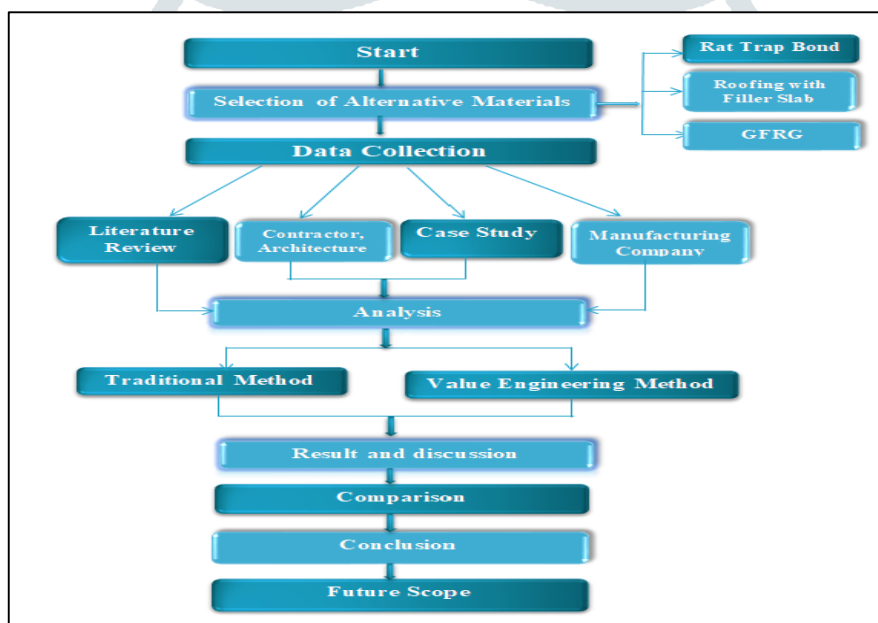 Start
Rat Trap Bond
Selection of Alternative Materials
Roofing with
Filler Slab
GFRG
Data Collection
Literature
Review
Contractor,
Architecture
Case Study
Manufacturing
Company
Analysis
Traditional Method
Value Engineering Method
Result and discussion
Comparison
Conclusion
Future Scope